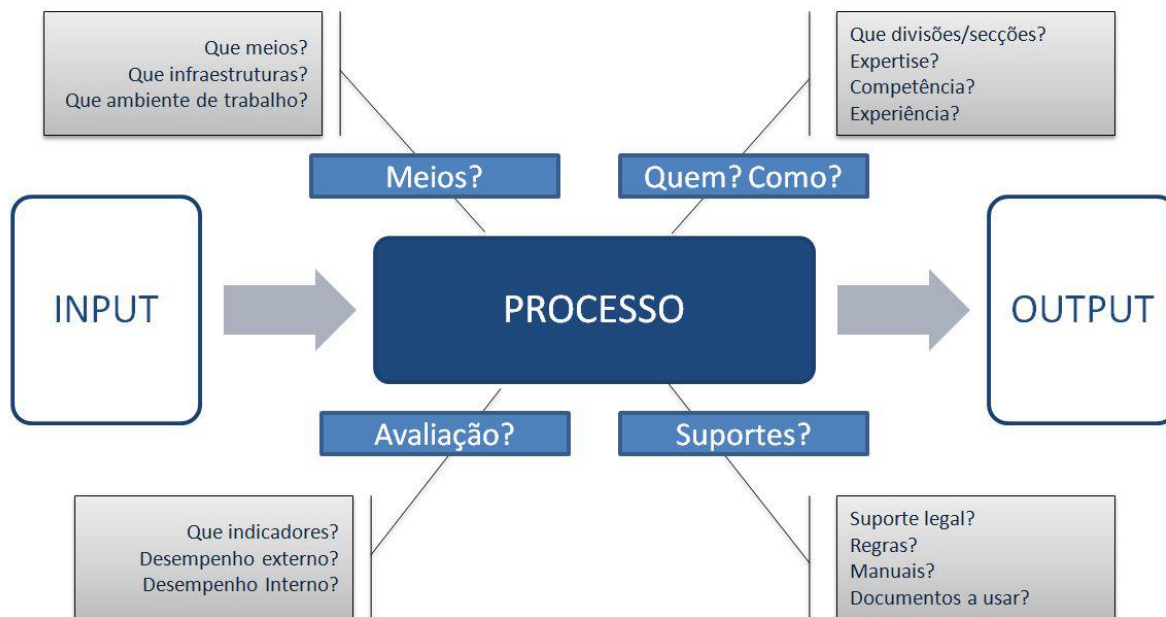 Que meios?
Que infraestruturas?
Que ambiente de trabalho?
Que divisões/secções?
Expertise?
Competência?
Experiência?
Meios?
Quem? Como?
INPUT
PROCESSO
OUTPUT
Avaliação?
Suportes?
Que indicadores?
Desempenho externo?
Desempenho Interno?
Suporte legal?
Regras?
Manuais?
Documentos a usar?